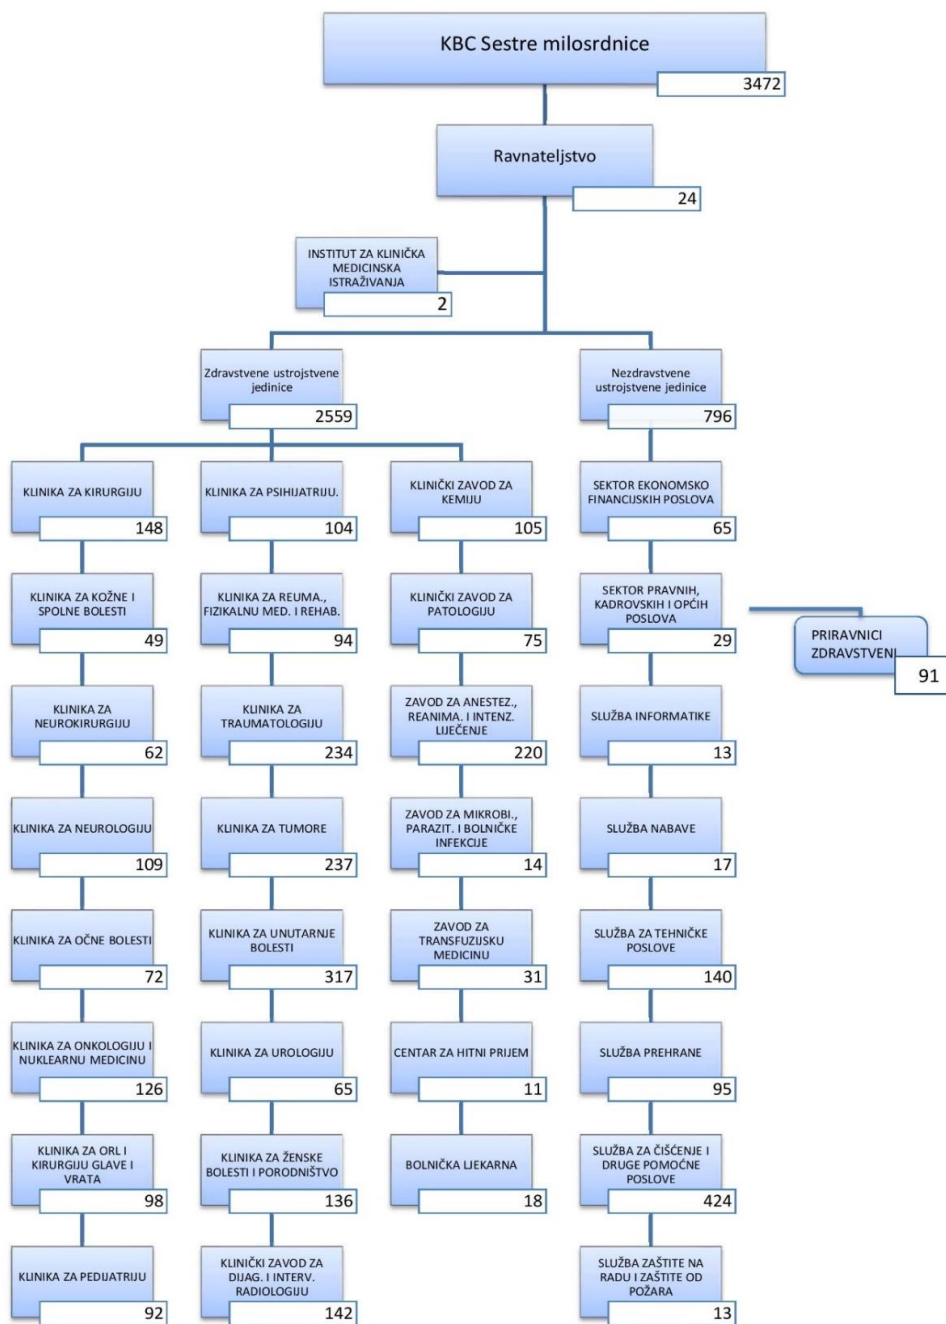 KBC Sestre milosrdnice
3472
Ravnateljstvo
24
INSTITUT ZA KLINIČKA
MEDICINSKA
ISTRAŽIVANJA
2
Zdravstvene ustrojstvene
jedinice
2559
Nezdravstvene
ustrojstvene jedinice
796
KLINIKA ZA KIRURGIJU
148
KLINIKA ZA KOŽNE I
SPOLNE BOLESTI
49
KLINIKA ZA
NEUROKIRURGIJU
62
KLINIKA ZA NEUROLOGIJU
109
KLINIKA ZA OČNE BOLESTI
72
KLINIKA ZA ONKOLOGIJU I
NUKLEARNU MEDICINU
126
KLINIKA ZA ORL I
KIRURGIJU GLAVE I
VRATA
98
KLINIKA ZA PEDIJATRIJU
92
KLINIKA ZA PSIHIJATRIJU.
104
KLINIKA ZA REUMA.,
FIZIKALNU MED. I REHAB.
94
KLINIKA ZA
TRAUMATOLOGIJU
234
KLINIKA ZA TUMORE
237
KLINIKA ZA UNUTARNJE
BOLESTI
317
KLINIKA ZA UROLOGIJU
65
KLINIKA ZA ŽENSKE
BOLESTI I PORODNIŠTVO
136
KLINIČKI ZAVOD ZA
DIJAG. I INTERV.
RADIOLOGIJU
142
KLINIČKI ZAVOD ZA
KEMIJU
105
KLINIČKI ZAVOD ZA
PATOLOGIJU
75
ZAVOD ZA ANESTEZ.,
REANIMA. I INTENZ.
LIJEČENJE
220
ZAVOD ZA MIKROBI.,
PARAZIT. I BOLNIČKE
INFEKCIJE
14
ZAVOD ZA
TRANSFUZIJSKU
MEDICINU
31
CENTAR ZA HITNI PRIJEM
11
BOLNIČKA LJEKARNA
18
SEKTOR EKONOMSKO
FINANCIJSKIH POSLOVA
65
SEKTOR PRAVNIH,
KADROVSKIH I OPĆIH
POSLOVA
29
SLUŽBA INFORMATIKE
13
SLUŽBA NABAVE
17
SLUŽBA ZA TEHNIČKE
POSLOVE
140
SLUŽBA PREHRANE
95
SLUŽBA ZA ČIŠĆENJE I
DRUGE POMOĆNE
POSLOVE
424
SLUŽBA ZAŠTITE NA
RADU I ZAŠTITE OD
POŽARA
13
PRIRAVNICI
ZDRAVSTVENI
91